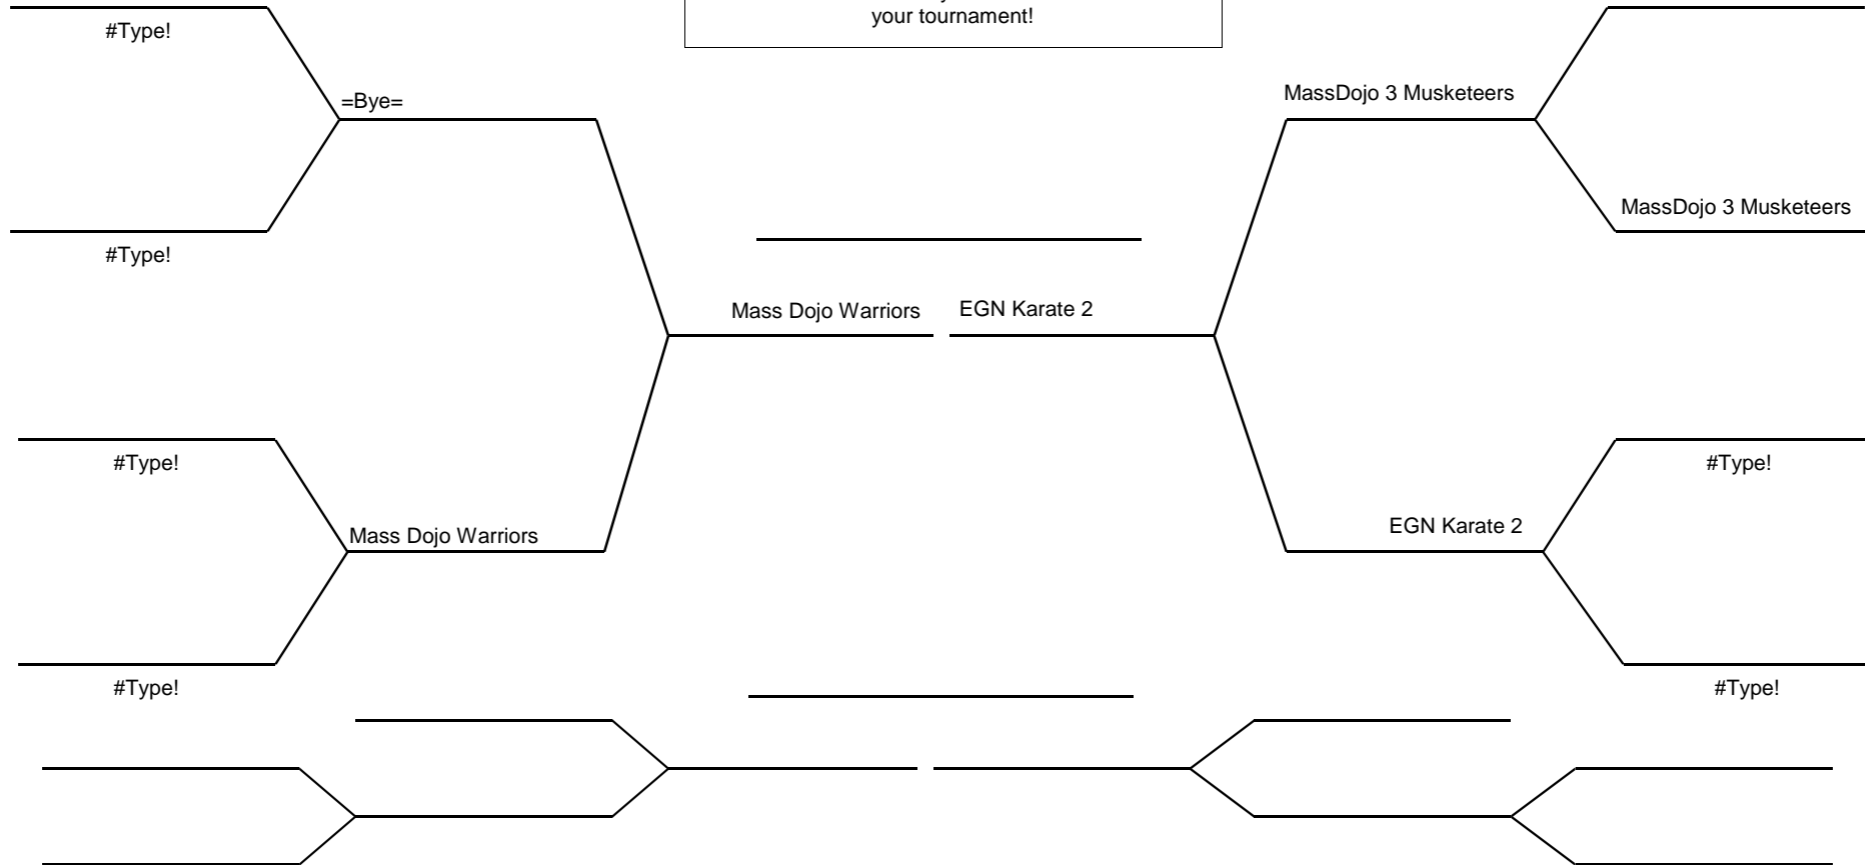 your tournament!
#Type!
=Bye=
MassDojo 3 Musketeers
MassDojo 3 Musketeers
#Type!
Mass Dojo Warriors
EGN Karate 2
#Type!
#Type!
Mass Dojo Warriors
EGN Karate 2
#Type!
#Type!